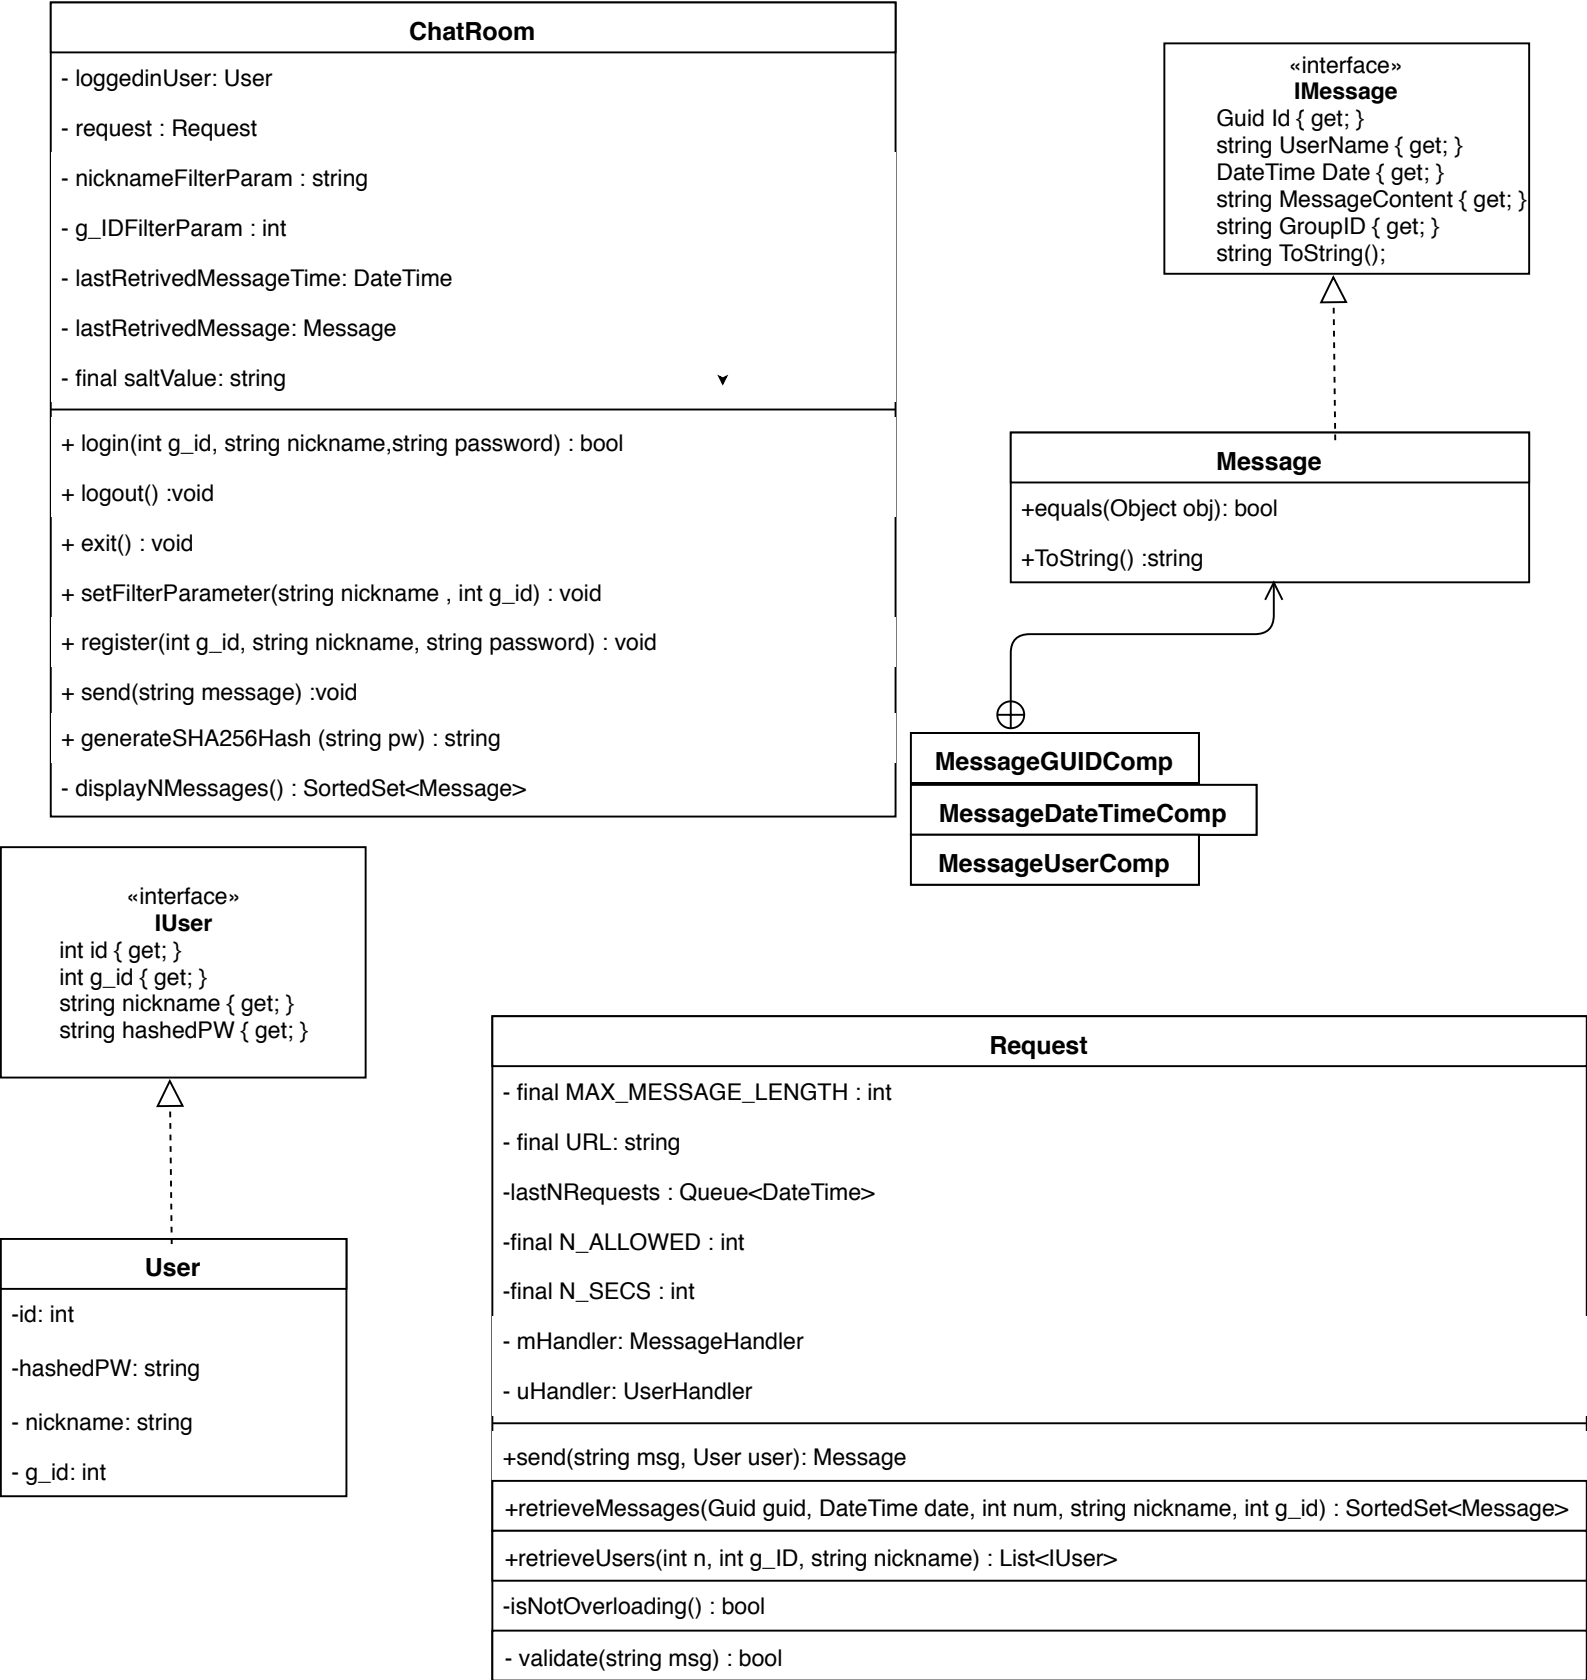 ChatRoom
- loggedinUser: User
- request : Request
- nicknameFilterParam : string
- g_IDFilterParam : int
- lastRetrivedMessageTime: DateTime
- lastRetrivedMessage: Message
- final saltValue: string
+ login(int g_id, string nickname,string password) : bool
+ logout() :void
+ exit() : void
+ setFilterParameter(string nickname , int g_id) : void
+ register(int g_id, string nickname, string password) : void
+ send(string message) :void
+ generateSHA256Hash (string pw) : string
- displayNMessages() : SortedSet<Message>
«interface»
IMessage
Guid Id { get; }
string UserName { get; }
DateTime Date { get; }
string MessageContent { get; }
string GroupID { get; }
string ToString();
Message
+equals(Object obj): bool
+ToString() :string
MessageGUIDComp
MessageDateTimeComp
MessageUserComp
«interface»
IUser
int id { get; }
int g_id { get; }
string nickname { get; }
string hashedPW { get; }
User
-id: int
-hashedPW: string
- nickname: string
- g_id: int
Request
- final MAX_MESSAGE_LENGTH : int
- final URL: string
-lastNRequests : Queue<DateTime>
-final N_ALLOWED : int
-final N_SECS : int
- mHandler: MessageHandler
- uHandler: UserHandler
+send(string msg, User user): Message
+retrieveMessages(Guid guid, DateTime date, int num, string nickname, int g_id) : SortedSet<Message>
+retrieveUsers(int n, int g_ID, string nickname) : List<IUser>
-isNotOverloading() : bool
- validate(string msg) : bool